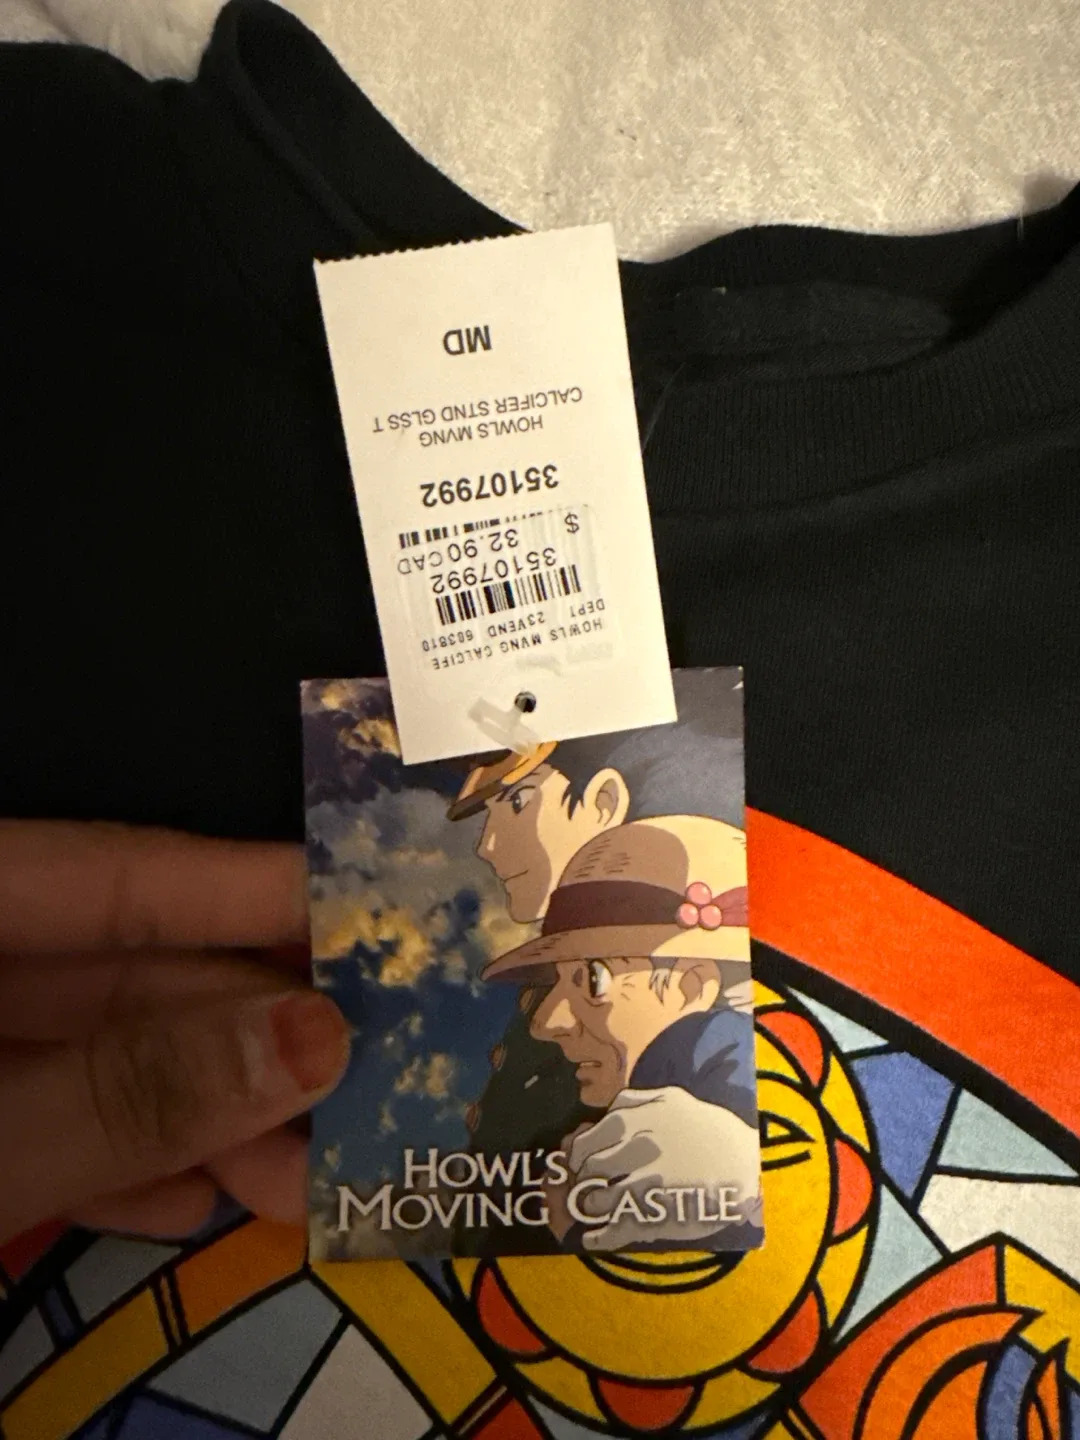 MD
HOWLS MVNG
CALCIFER STND GLSS T
35107992
$
32.90 CAD
35107992
DEPT 23VEND 683810
HOWLS MVNG CALCIFE
HOWL'S
MOVING CASTLE